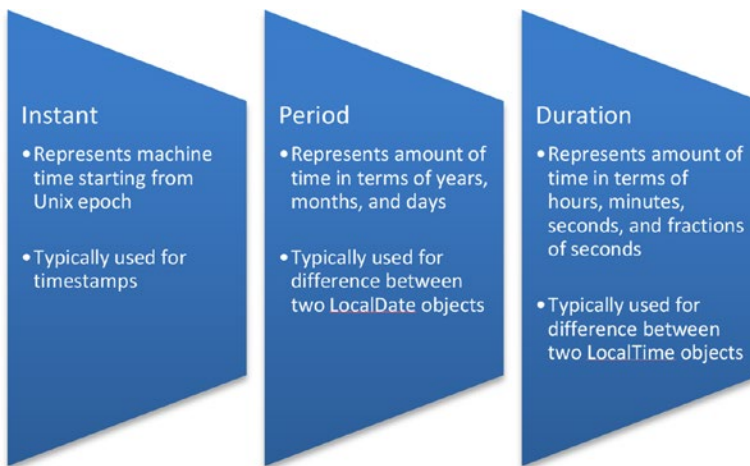 Instant
•Represents machine
time starting from
Unix epoch
•Typically used for
timestamps
Period
•Represents amount of
time in terms of years,
months, and days
•Typically used for
difference between
two LocalDate objects
Duration
•Represents amount of
time in terms of
hours, minutes,
seconds, and fractions
of seconds
•Typically used for
difference between
two LocalTime objects